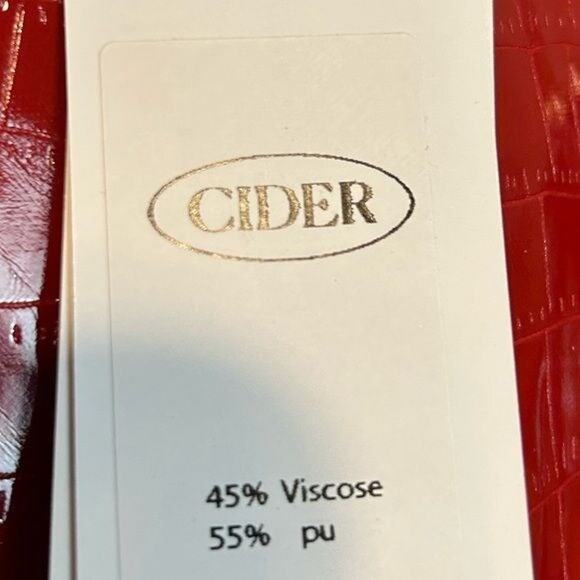 CIDER
45% Viscose
55% pu